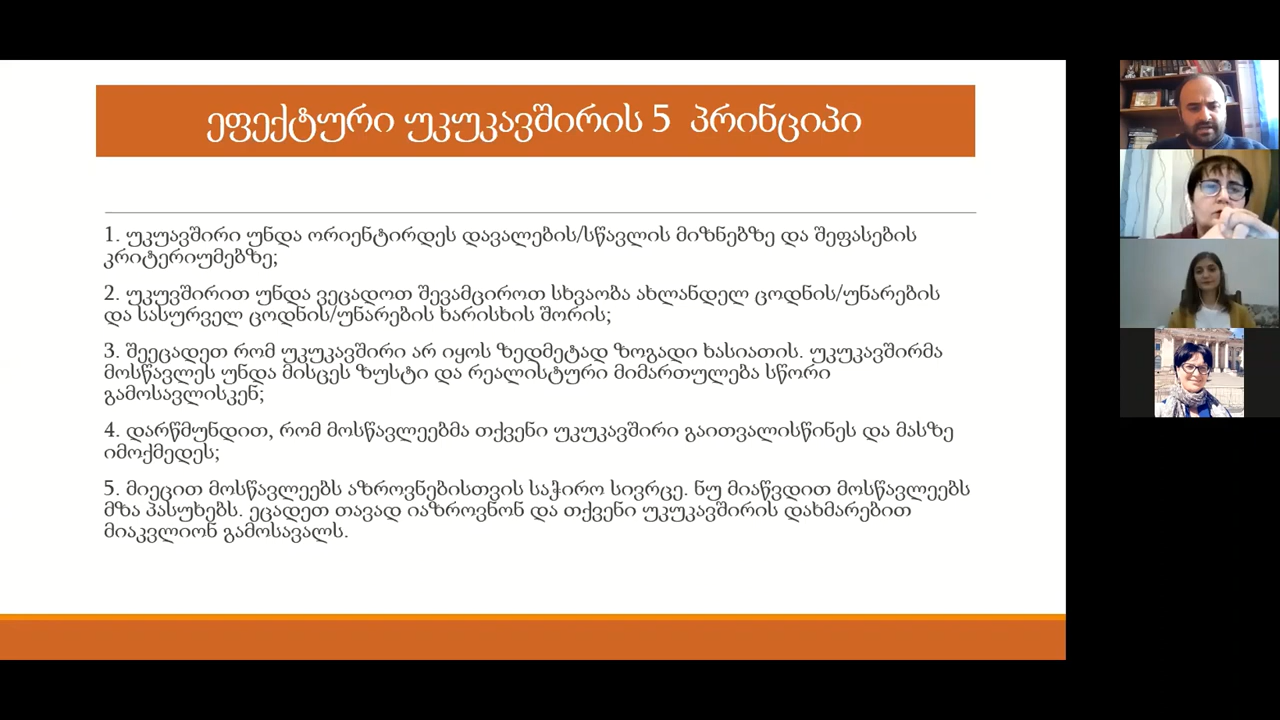 ეფექტური უკუკავშირის 5 პრინციპი
1. უკუავშირი უნდა ორიენტირდეს დავალების/სწავლის მიზნებზე და შეფასების
კრიტერიუმებზე;
2. უკუვშირით უნდა ვეცადოთ შევამციროთ სხვაობა ახლანდელ ცოდნის/უნარების
და სასურველ ცოდნის/უნარების ხარისხის შორის;
3. შეეცადეთ რომ უკუკავშირი არ იყოს ზედმეტად ზოგადი ხასიათის. უკუკავშირმა
მოსწავლეს უნდა მისცეს ზუსტი და რეალისტური მიმართულება სწორი
გამოსავლისკენ;
4. დარწმუნდით, რომ მოსწავლეებმა თქვენი უკუკავშირი გაითვალისწინეს და მასზე
იმოქმედეს;
5. მიეცით მოსწავლეებს აზროვნებისთვის საჭირო სივრცე. ნუ მიაწვდით მოსწავლეებს
მზა პასუხებს. ეცადეთ თავად იაზროვნონ და თქვენი უკუკავშირის დახმარებით
მიაკვლიონ გამოსავალს.